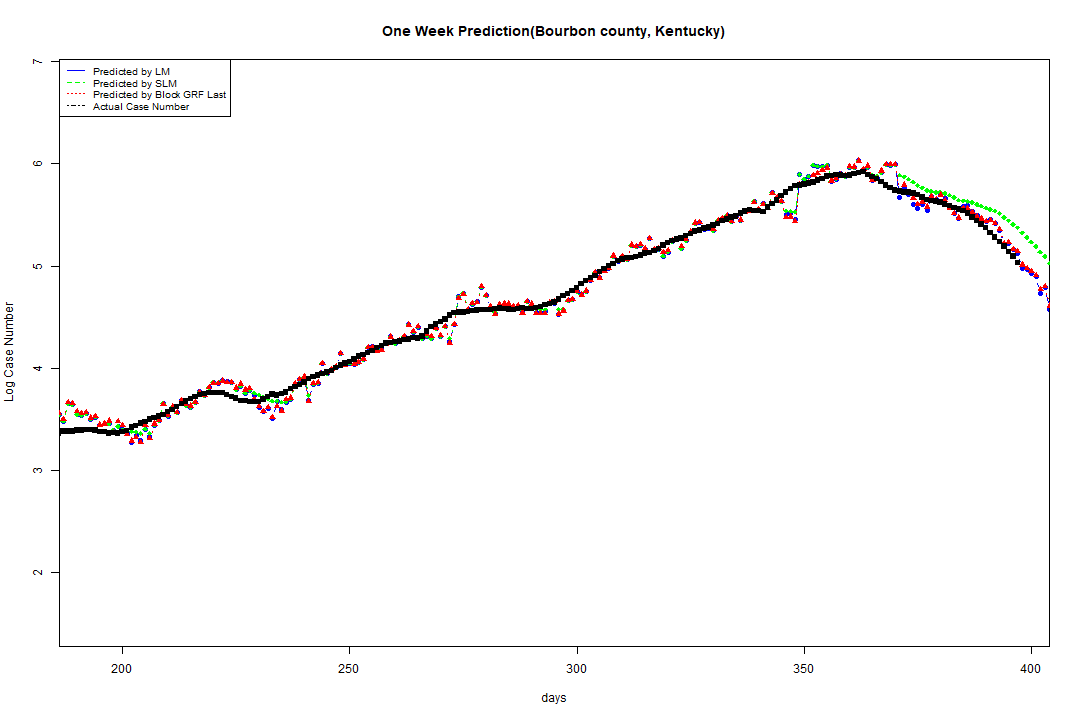 One Week Prediction(Bourbon county, Kentucky)
Predicted by LM
Predicted by SLM
Predicted by Block GRF Last
Actual Case Number
7
6
5
4
3
2
Log Case Number
200 250 300 350 400
days